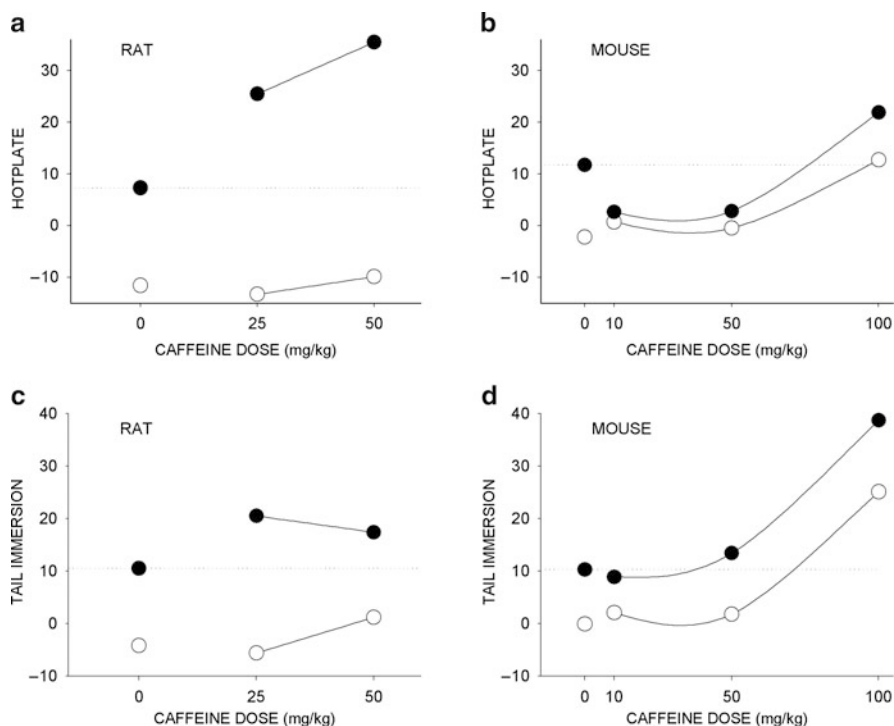 a
RAT
HOTPLATE
30
20
10
0
–10
0 25 50
CAFFEINE DOSE (mg/kg)
b
MOUSE
HOTPLATE
30
20
10
0
–10
0 10 50 100
CAFFEINE DOSE (mg/kg)
c
RAT
TAIL IMMERSION
40
30
20
10
0
–10
0 25 50
CAFFEINE DOSE (mg/kg)
d
MOUSE
TAIL IMMERSION
40
30
20
10
0
–10
0 10 50 100
CAFFEINE DOSE (mg/kg)